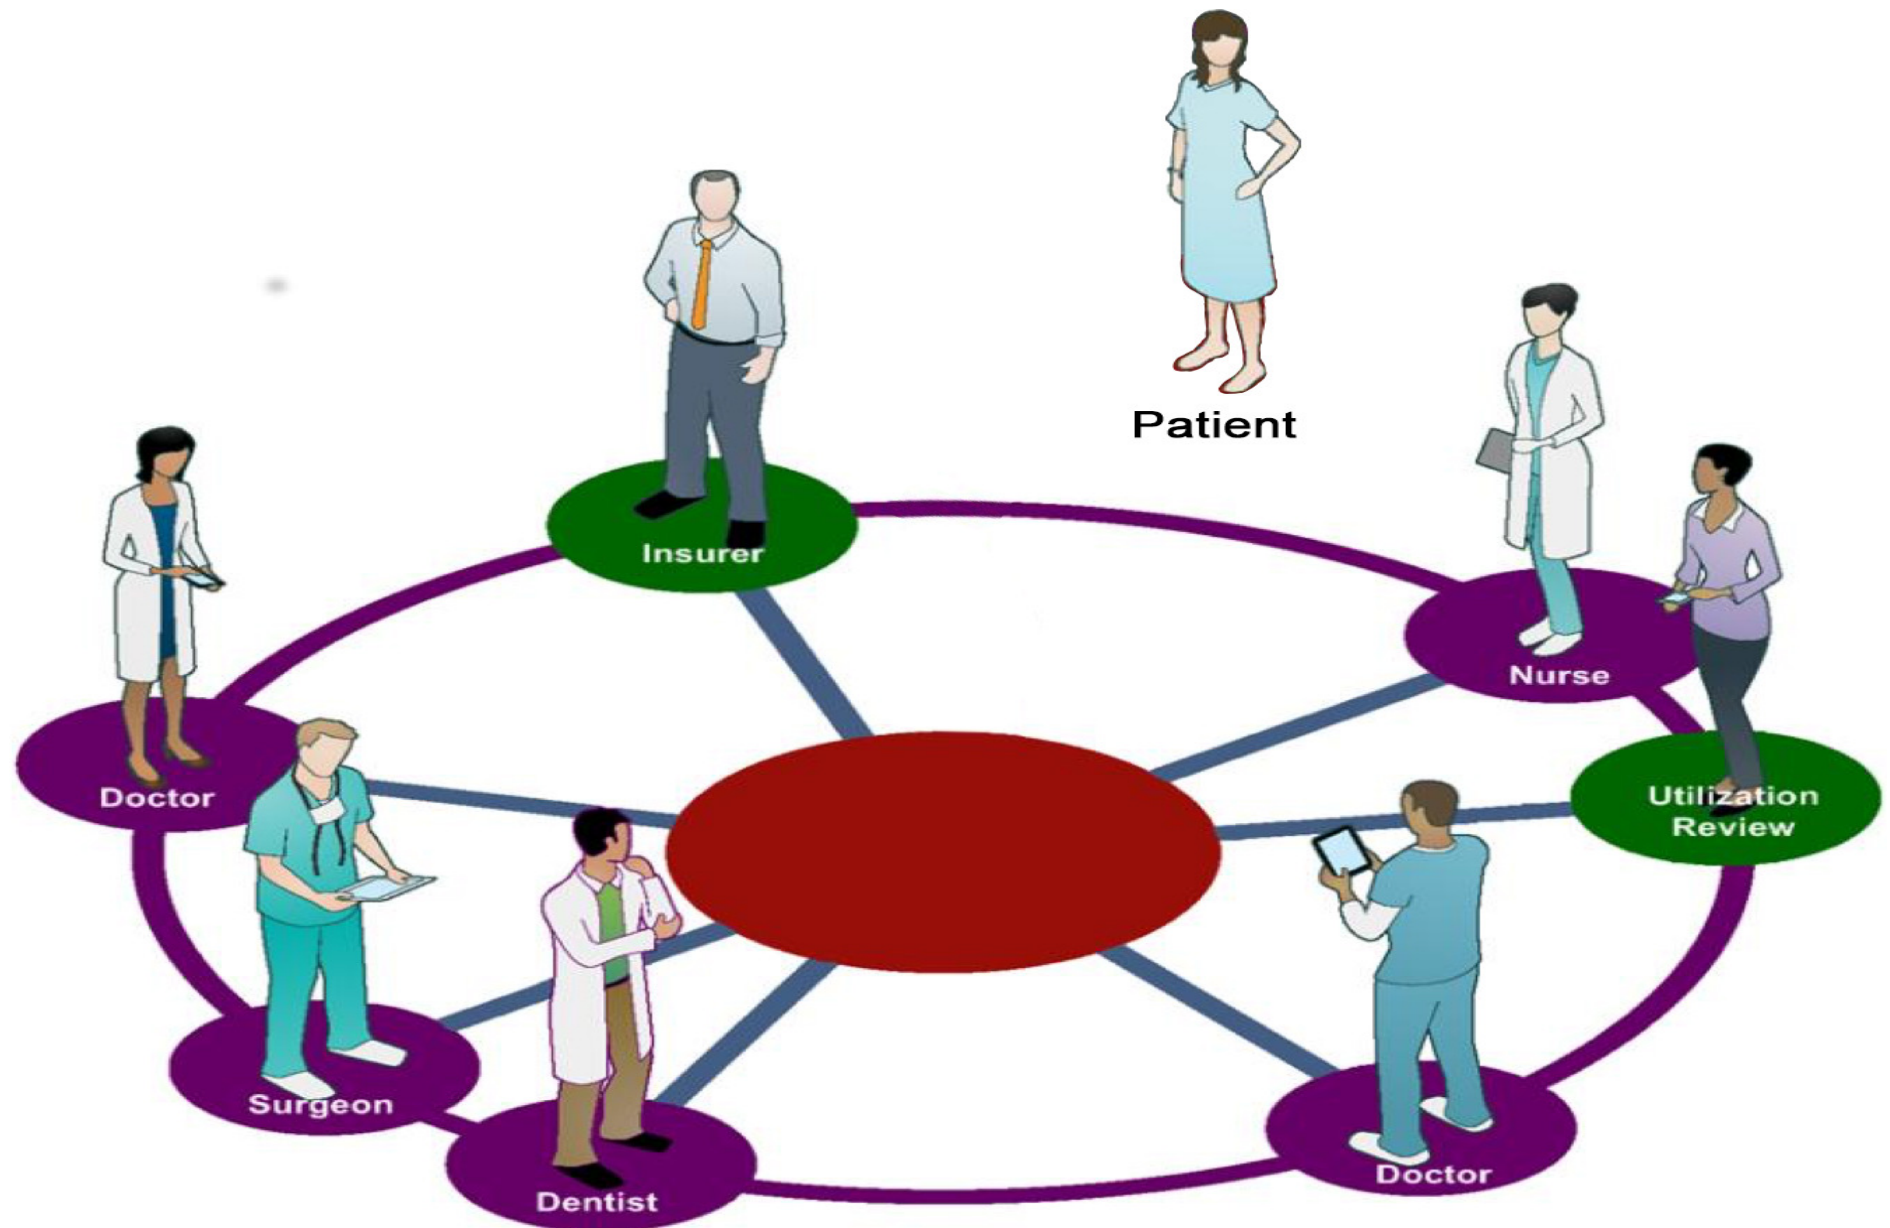 Patient
Insurer
Nurse
Doctor
Utilization
Review
Surgeon
Doctor
Dentist